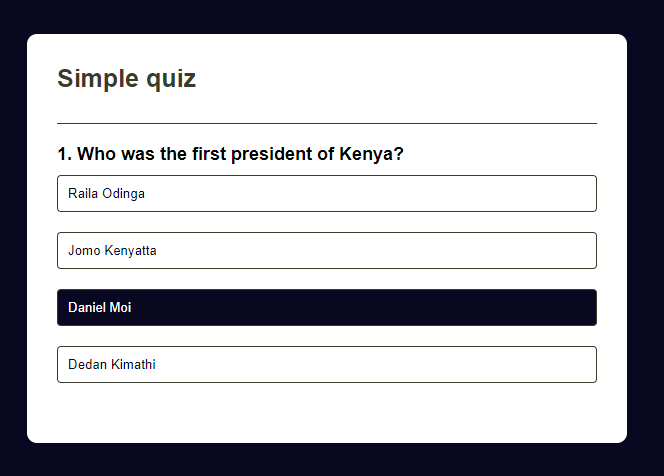 Simple quiz
1. Who was the first president of Kenya?
Raila Odinga
Jomo Kenyatta
Daniel Moi
Dedan Kimathi